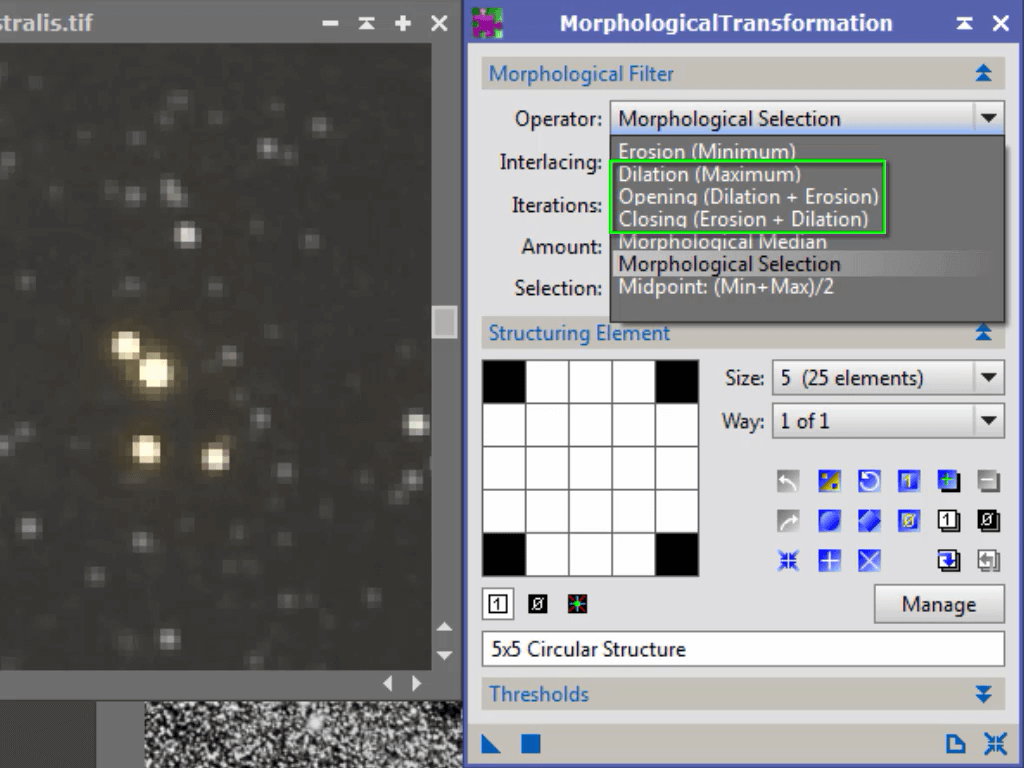 stralis.tif
MorphologicalTransformation
Morphological Filter
Operator: Morphological Selection
Erosion (Minimum)
Interlacing:
Dilation (Maximum)
Opening (Dilation + Erosion)
Iterations:
Closing (Erosion + Dilation)
Amount:
Morphological Median
Morphological Selection
Selection:
Midpoint: (Min+Max)/2
Structuring Element
Size: 5 (25 elements)
Way: 1 of 1
Manage
5x5 Circular Structure
Thresholds